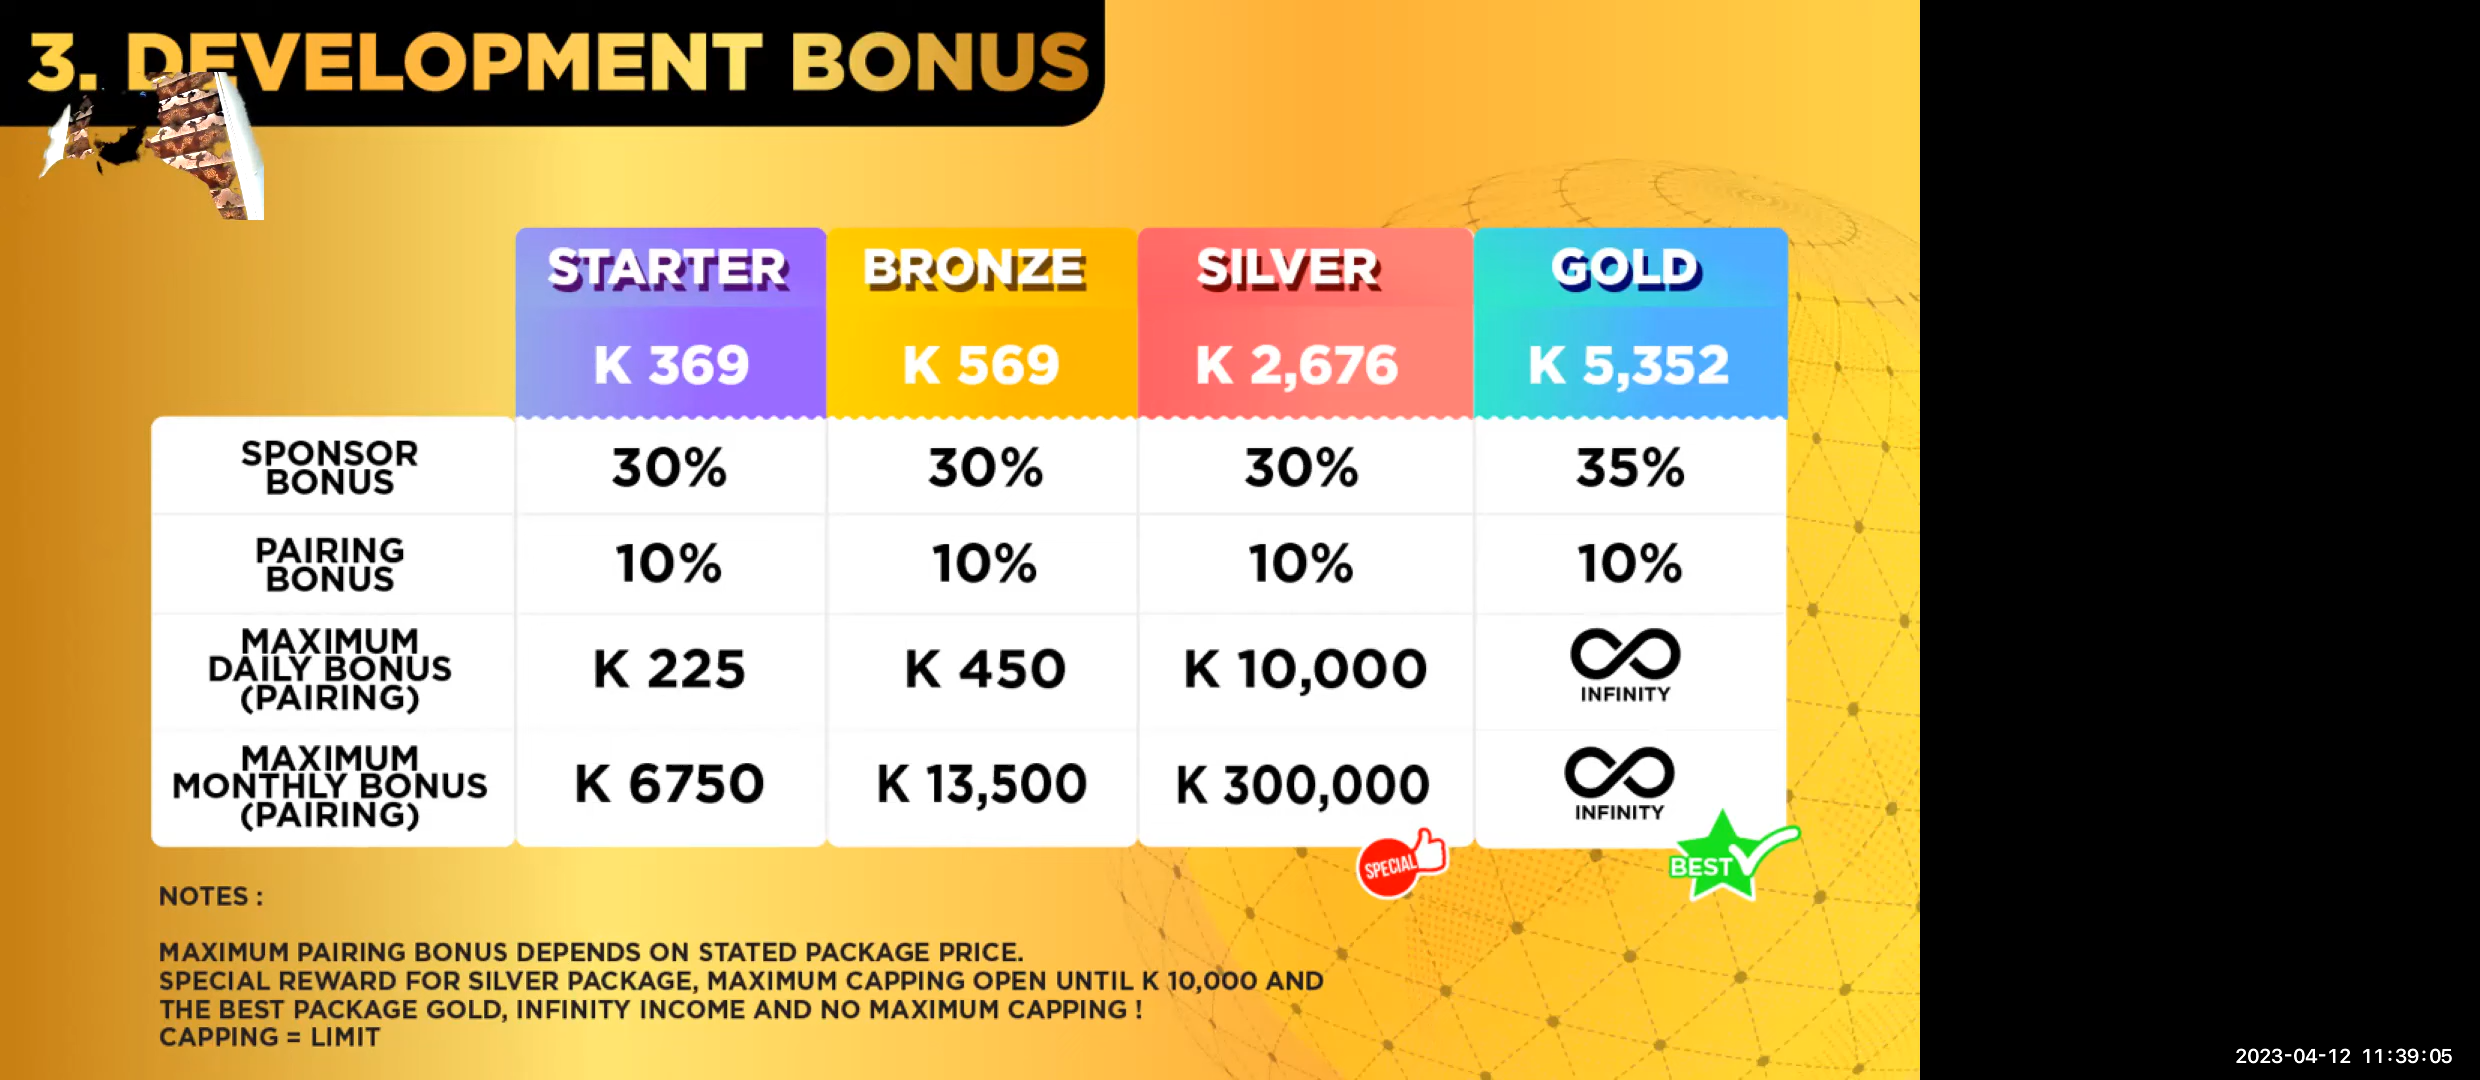 3. DEVELOPMENT BONUS
STARTER BRONZE SILVER GOLD
K 369 K 569 K 2,676 K 5,352
SPONSOR
BONUS
30% 30% 30% 35%
PAIRING
BONUS
10% 10% 10% 10%
MAXIMUM
DAILY BONUS
(PAIRING)
K 225 K 450 K 10,000
INFINITY
MAXIMUM
MONTHLY BONUS
(PAIRING)
K 6750 K 13,500 K 300,000
INFINITY
SPECIAL
BEST
NOTES :
MAXIMUM PAIRING BONUS DEPENDS ON STATED PACKAGE PRICE.
SPECIAL REWARD FOR SILVER PACKAGE, MAXIMUM CAPPING OPEN UNTIL K 10,000 AND
THE BEST PACKAGE GOLD, INFINITY INCOME AND NO MAXIMUM CAPPING !
CAPPING = LIMIT
2023-04-12 11:39:05